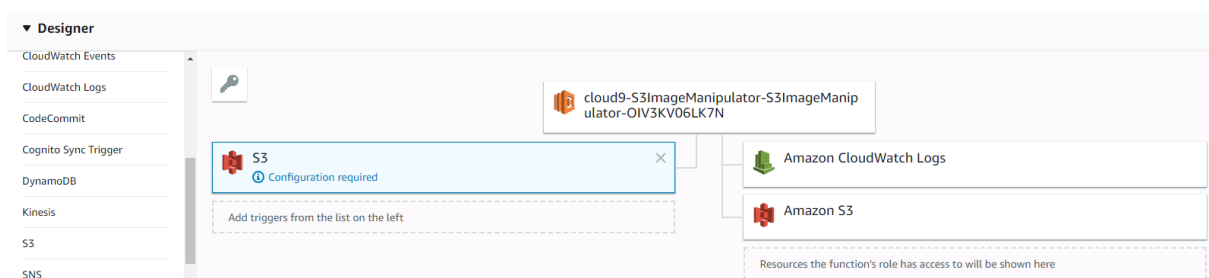 Designer
CloudWatch Events
CloudWatch Logs
CodeCommit
Cognito Sync Trigger
DynamoDB
Kinesis
S3
SNS
cloud9-S3ImageManipulator-S3ImageManip
ulator-OIV3KV06LK7N
S3
Configuration required
Add triggers from the list on the left
Amazon CloudWatch Logs
Amazon S3
Resources the function's role has access to will be shown here